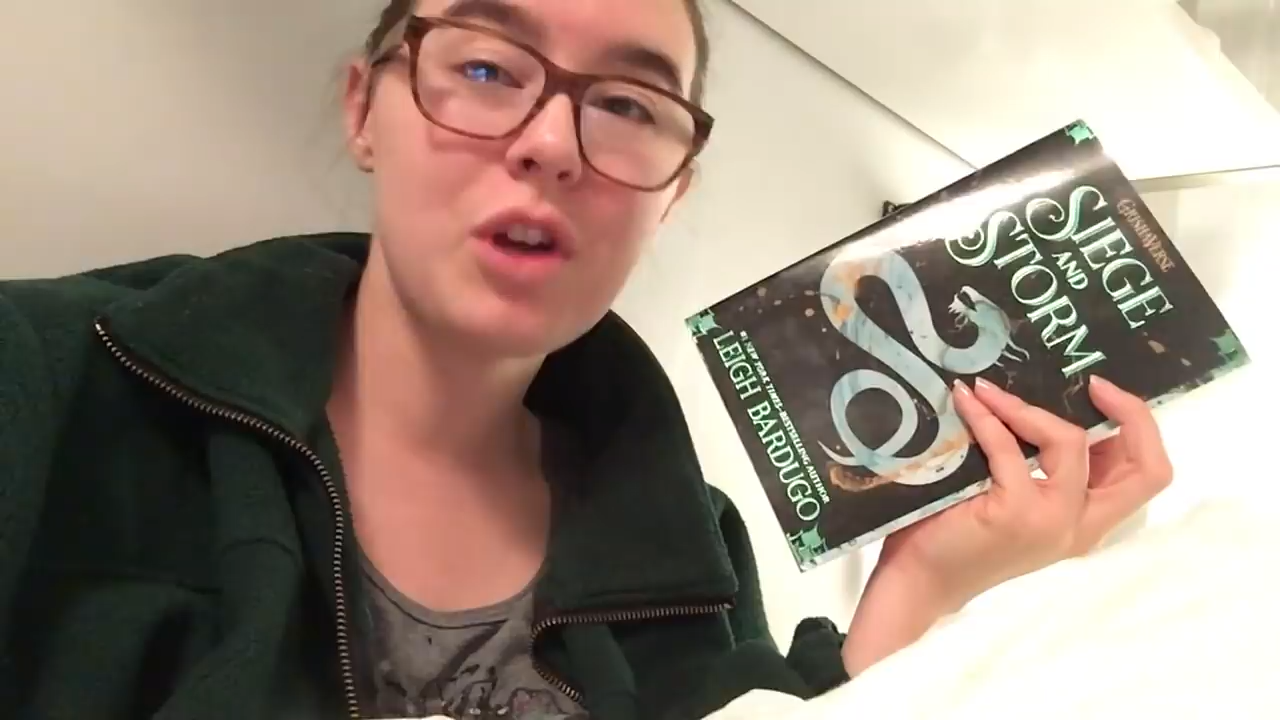 GRISHAVERSE
SIEGE
AND
STORM
#1 NEW YORK TIMES-BESTSELLING AUTHOR
LEIGH BARDUGO